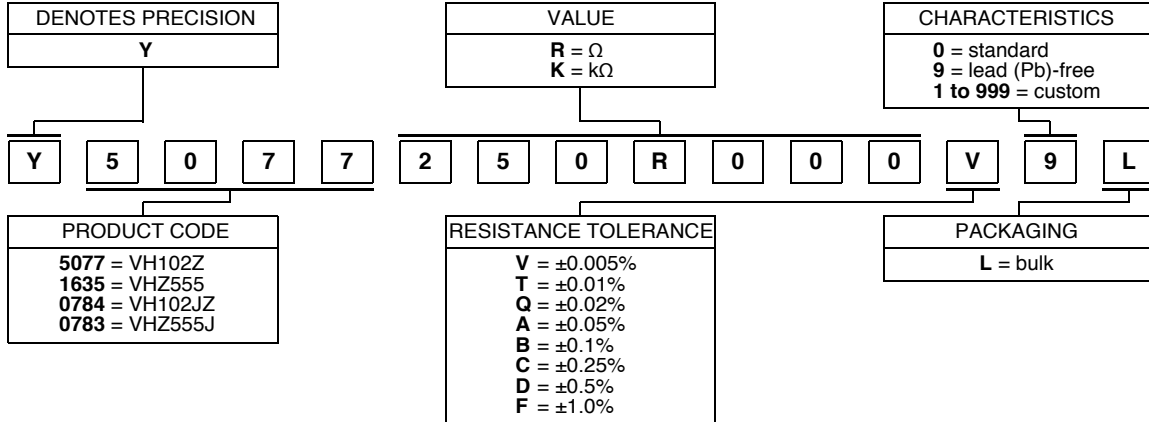 DENOTES PRECISION
Y
VALUE
R = Ω
K = kΩ
CHARACTERISTICS
0 = standard
9 = lead (Pb)-free
1 to 999 = custom
Y 5 0 7 7 2 5 0 R 0 0 0 V 9 L
PRODUCT CODE
5077 = VH102Z
1635 = VHZ555
0784 = VH102JZ
0783 = VHZ555J
RESISTANCE TOLERANCE
V = ±0.005%
T = ±0.01%
Q = ±0.02%
A = ±0.05%
B = ±0.1%
C = ±0.25%
D = ±0.5%
F = ±1.0%
PACKAGING
L = bulk